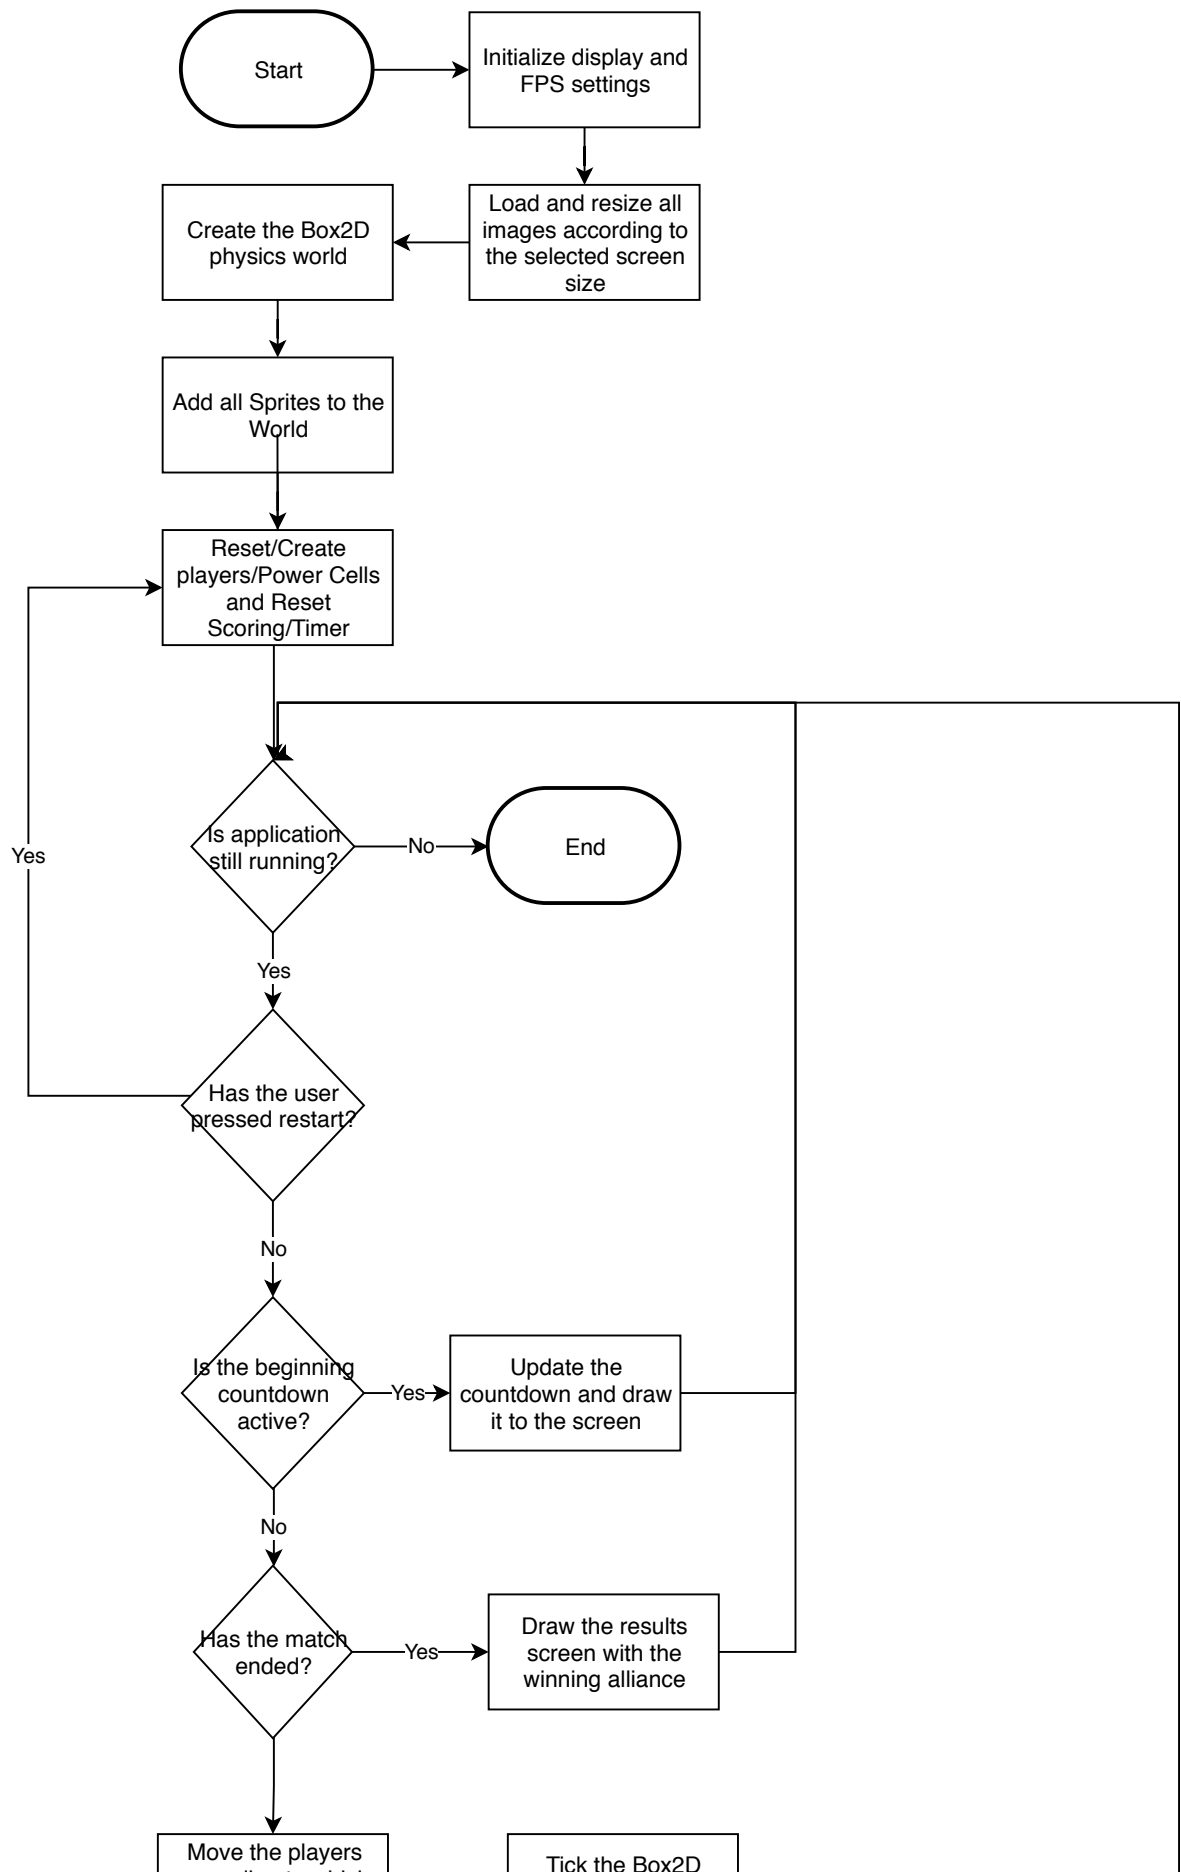 Start
Initialize display and
FPS settings
Create the Box2D
physics world
Load and resize all
images according to
the selected screen
size
Add all Sprites to the
World
Reset/Create
players/Power Cells
and Reset
Scoring/Timer
Is application
still running?
No
End
Yes
Yes
Has the user
pressed restart?
No
Is the beginning
countdown
active?
Yes
Update the
countdown and draw
it to the screen
No
Has the match
ended?
Yes
Draw the results
screen with the
winning alliance
Move the players
Tick the Box2D